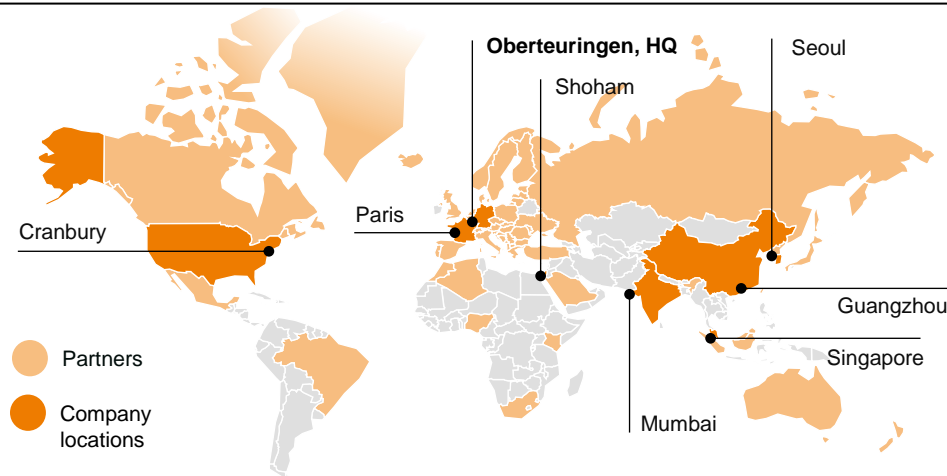 Oberteuringen, HQ
Seoul
Shoham
Paris
Cranbury
Guangzhou
Partners
Singapore
Company
locations
Mumbai